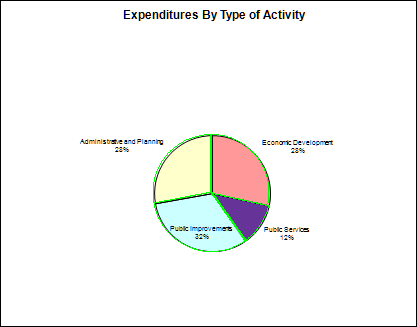 Expenditures By Type of Activity
Administrative and Planning
28%
Economic Development
28%
Public Improvements
32%
Public Services
12%